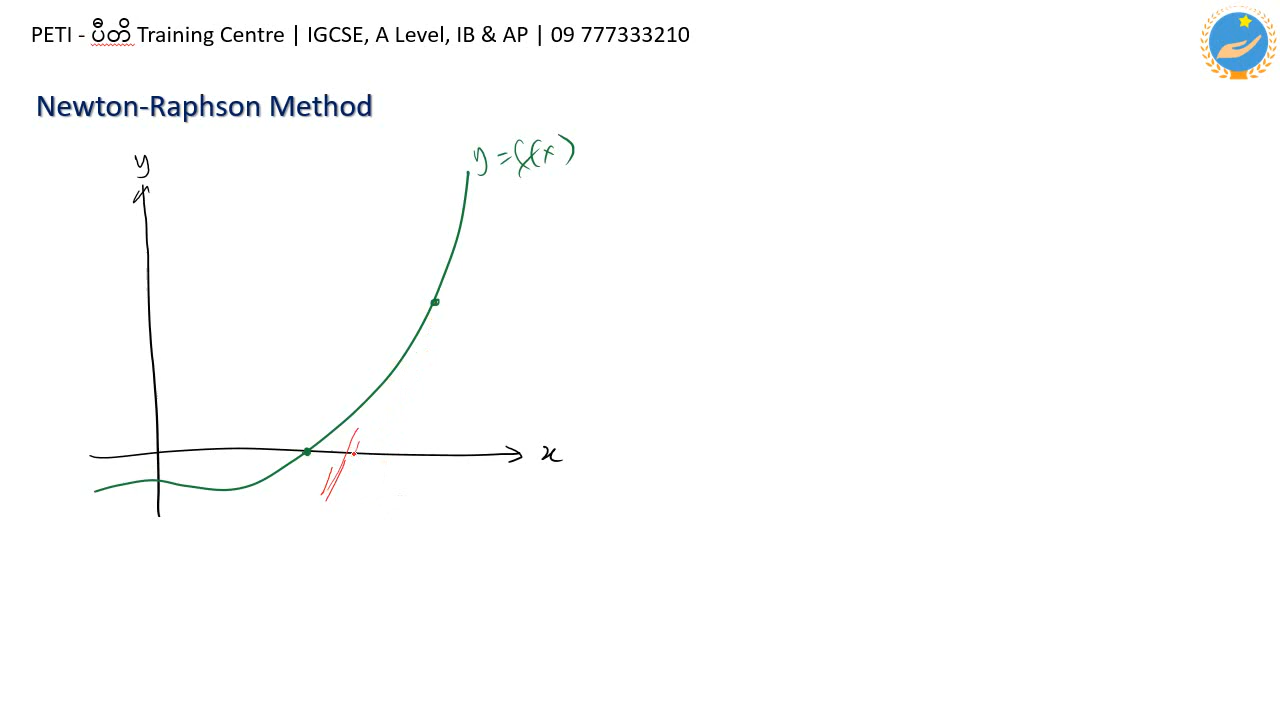 PETI - ပီတိ Training Centre | IGCSE, A Level, IB & AP | 09 777333210
Newton-Raphson Method
y
y = f(x)
x